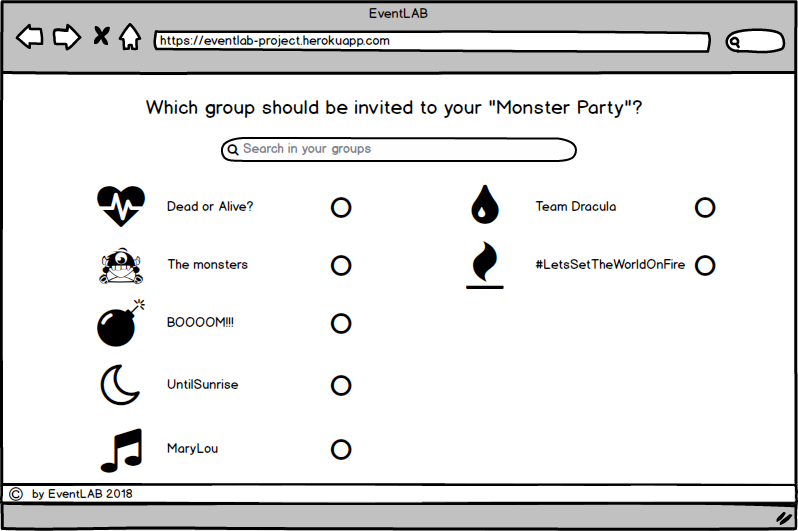 EventLAB
https://eventlab-project.herokuapp.com
Which group should be invited to your "Monster Party"?
Search in your groups
Dead or Alive?
Team Dracula
The monsters
#LetsSetTheWorldOnFire
BOOOOM!!!
UntilSunrise
MaryLou
© by EventLAB 2018